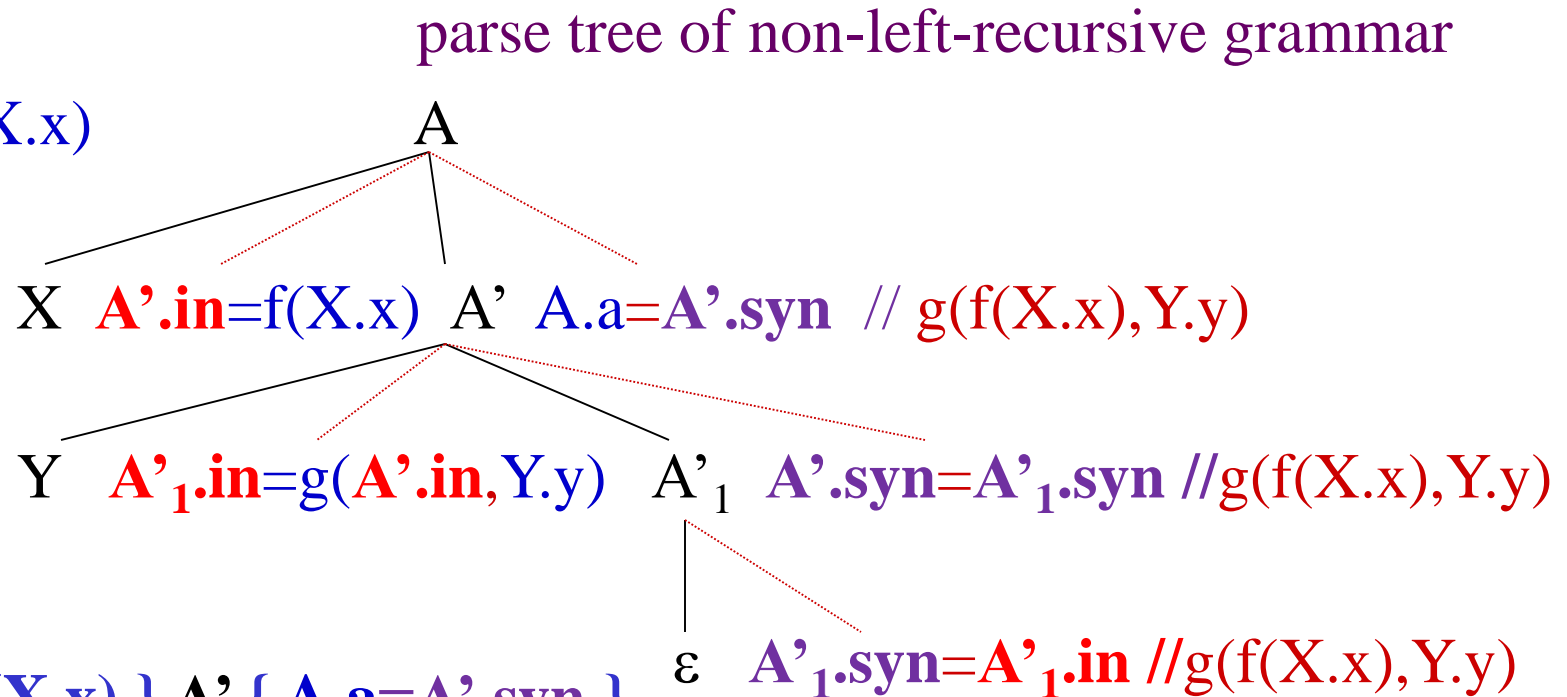 parse tree of non-left-recursive grammar
X.x) A
X A’.in=f(X.x) A’ A.a=A’.syn // g(f(X.x),Y.y)
Y A’₁.in=g(A’.in,Y.y) A’₁ A’.syn=A’₁.syn //g(f(X.x),Y.y)
ε A’₁.syn=A’₁.in //g(f(X.x),Y.y)
(X.x) } A’ { A.a=A’.syn }